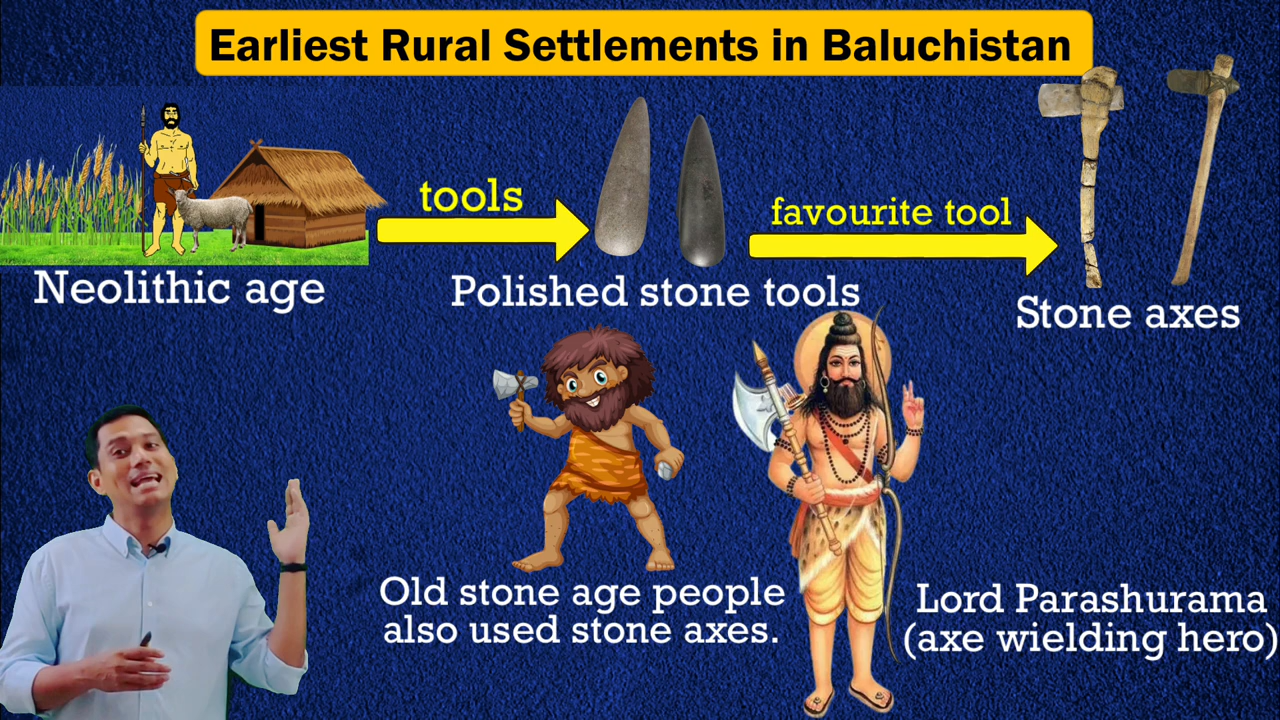 Earliest Rural Settlements in Baluchistan
tools
favourite tool
Neolithic age
Polished stone tools
Stone axes
Old stone age people
also used stone axes.
Lord Parashurama
(axe wielding hero)